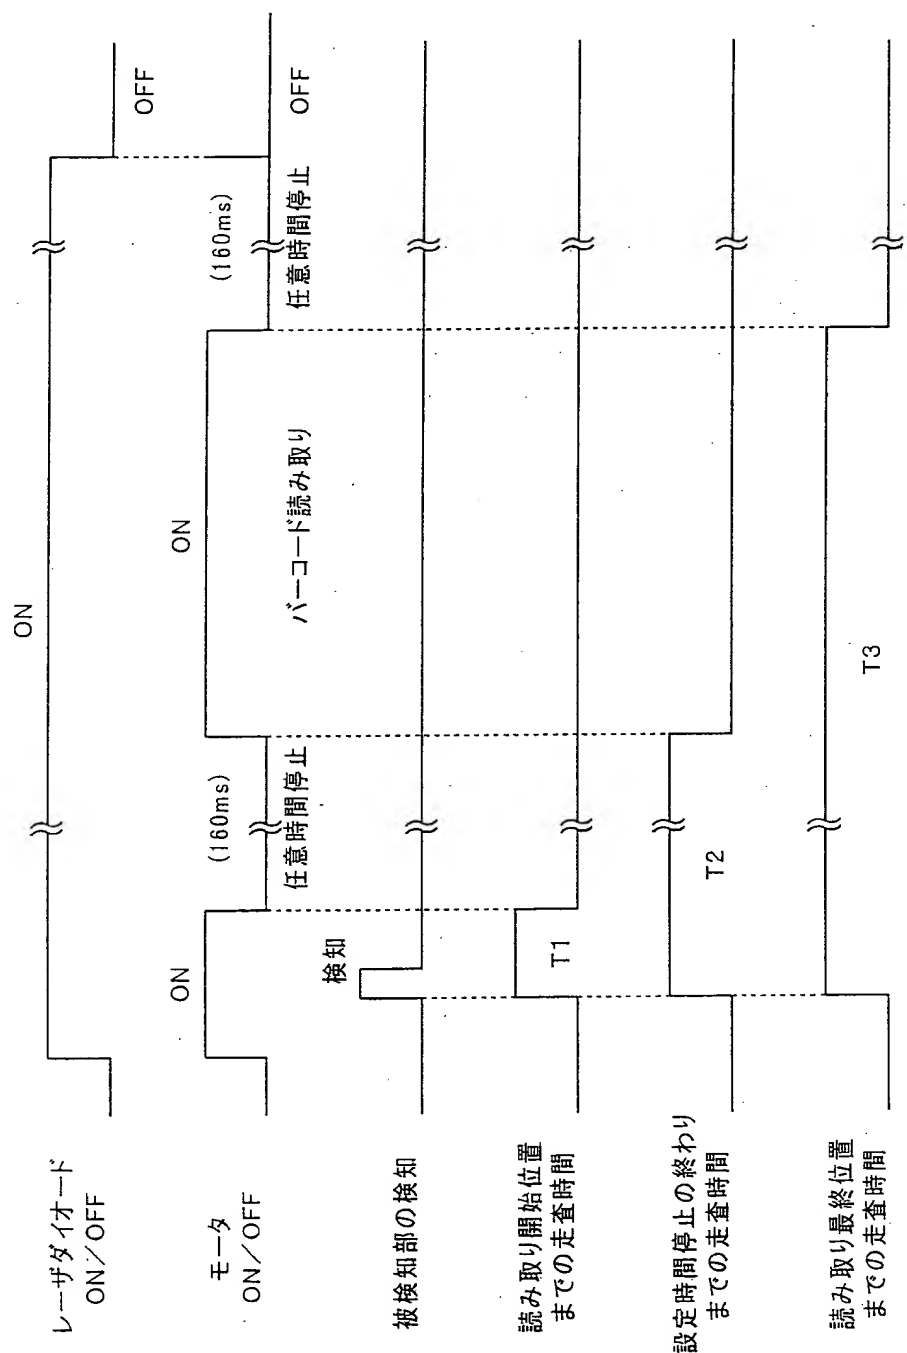 レーザダイオード
ON／OFF
ON
OFF
モータ
ON／OFF
ON
(160ms)
任意時間停止
ON
バーコード読み取り
(160ms)
任意時間停止
OFF
被検知部の検知
検知
読み取り開始位置
までの走査時間
T1
設定時間停止の終わり
までの走査時間
T2
読み取り最終位置
までの走査時間
T3